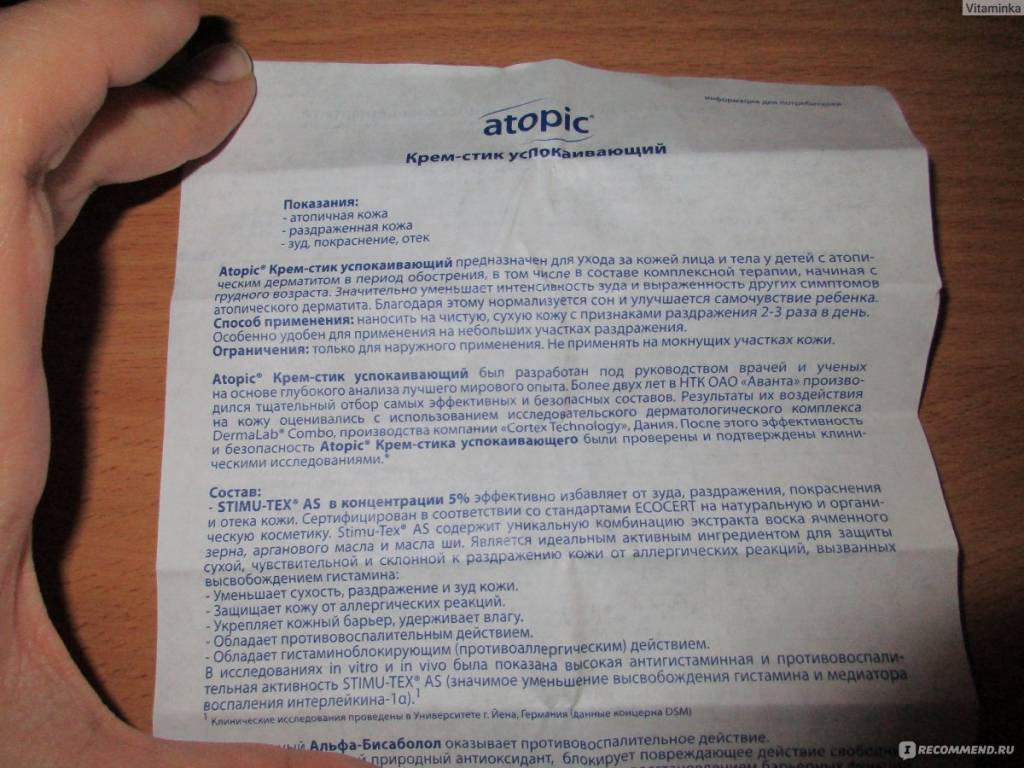 Vitaminka
информация для потребителей
atopic®
Крем-стик успокаивающий
Показания:
- атопичная кожа
- раздраженная кожа
- зуд, покраснение, отек
Atopic® Крем-стик успокаивающий предназначен для ухода за кожей лица и тела у детей с атопи-
ческим дерматитом в период обострения, в том числе в составе комплексной терапии, начиная с
грудного возраста. Значительно уменьшает интенсивность зуда и выраженность других симптомов
атопического дерматита. Благодаря этому нормализуется сон и улучшается самочувствие ребенка.
Способ применения: наносить на чистую, сухую кожу с признаками раздражения 2-3 раза в день.
Особенно удобен для применения на небольших участках раздражения.
Ограничения: только для наружного применения. Не применять на мокнущих участках кожи.
Atopic® Крем-стик успокаивающий был разработан под руководством врачей и ученых
на основе глубокого анализа лучшего мирового опыта. Более двух лет в НТК ОАО «Аванта» произво-
дился тщательный отбор самых эффективных и безопасных составов. Результаты их воздействия
на кожу оценивались с использованием исследовательского дерматологического комплекса
DermaLab® Combo, производства компании «Cortex Technology», Дания. После этого эффективность
и безопасность Atopic® Крем-стика успокаивающего были проверены и подтверждены клини-
ческими исследованиями.*
Состав:
- STIMU-TEX® AS в концентрации 5% эффективно избавляет от зуда, раздражения, покраснения
и отека кожи. Сертифицирован в соответствии со стандартами ECOCERT на натуральную и органи-
ческую косметику. Stimu-Tex® AS содержит уникальную комбинацию экстракта воска ячменного
зерна, арганового масла и масла ши. Является идеальным активным ингредиентом для защиты
сухой, чувствительной и склонной к раздражению кожи от аллергических реакций, вызванных
высвобождением гистамина:
- Уменьшает сухость, раздражение и зуд кожи.
- Защищает кожу от аллергических реакций.
- Укрепляет кожный барьер, удерживает влагу.
- Обладает противовоспалительным действием.
- Обладает гистаминоблокирующим (противоаллергическим) действием.
В исследованиях in vitro и in vivo была показана высокая антигистаминная и противовоспали-
тельная активность STIMU-TEX® AS (значимое уменьшение высвобождения гистамина и медиатора
воспаления интерлейкина-1α).¹
¹ Клинические исследования проведены в Университете г. Йена, Германия (данные концерна DSM)
Альфа-Бисаболол оказывает противовоспалительное действие.
природный антиоксидант, блокирует повреждающее действие
IRECOMMEND.RU